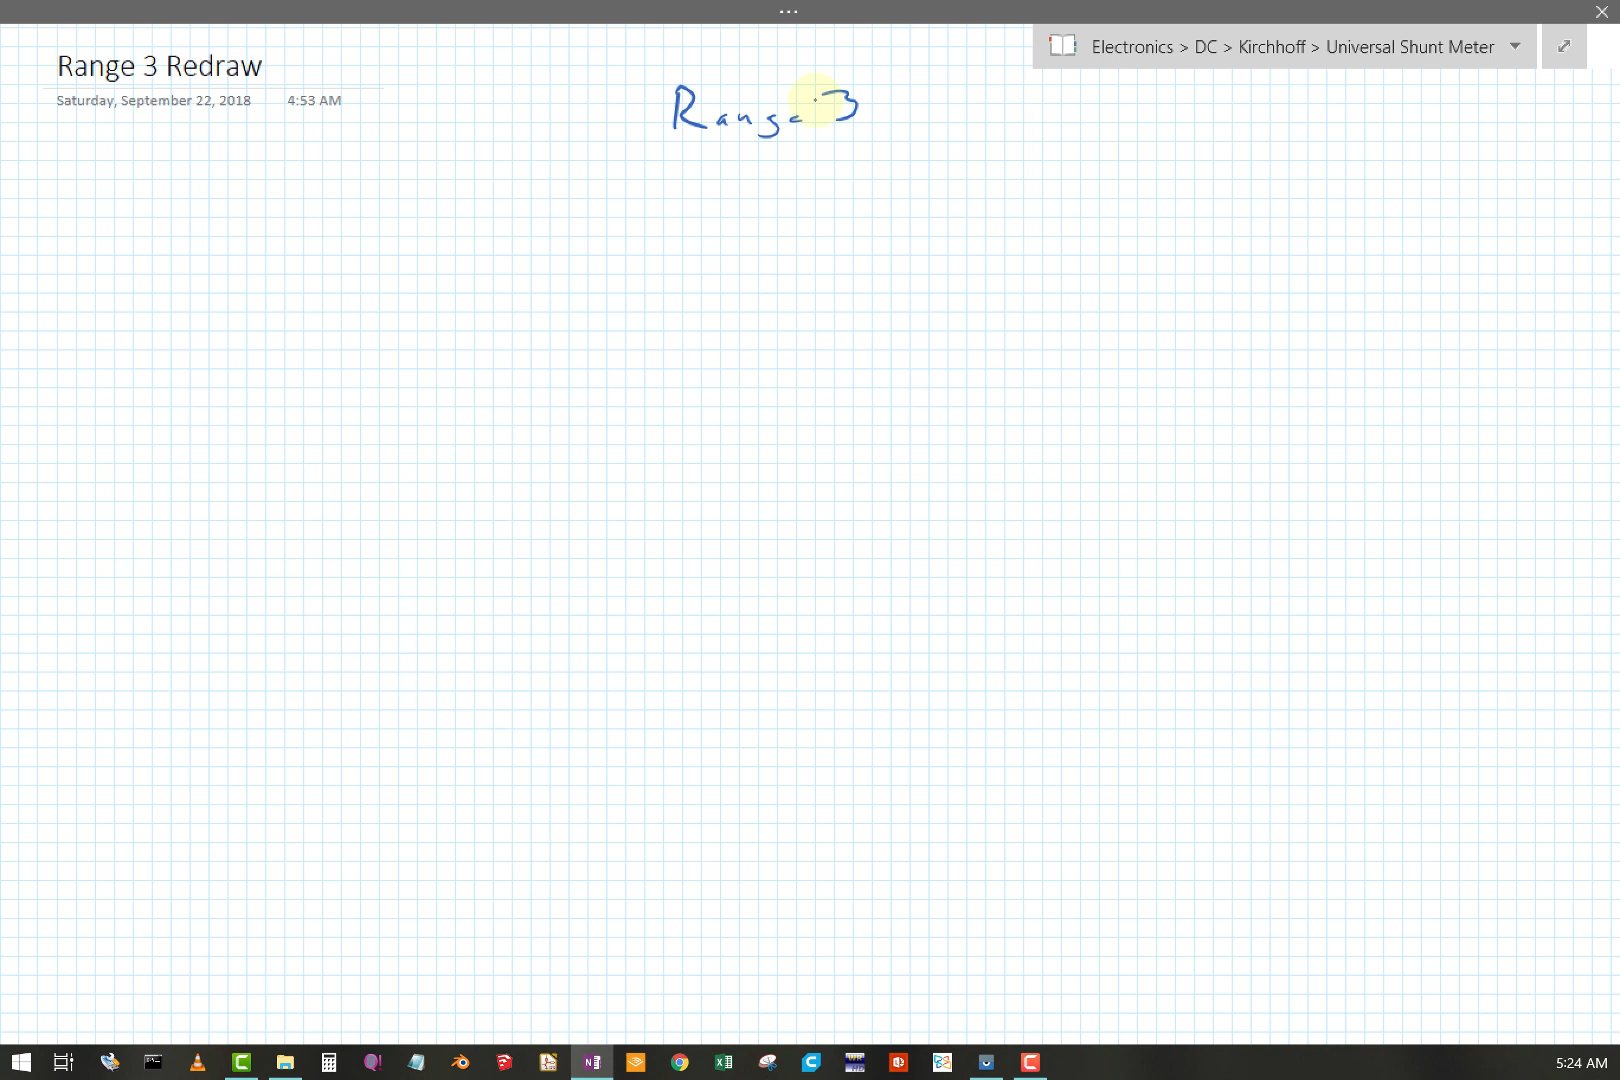 Electronics > DC > Kirchhoff > Universal Shunt Meter
Range 3 Redraw
Saturday, September 22, 2018 4:53 AM
Range 3
5:24 AM